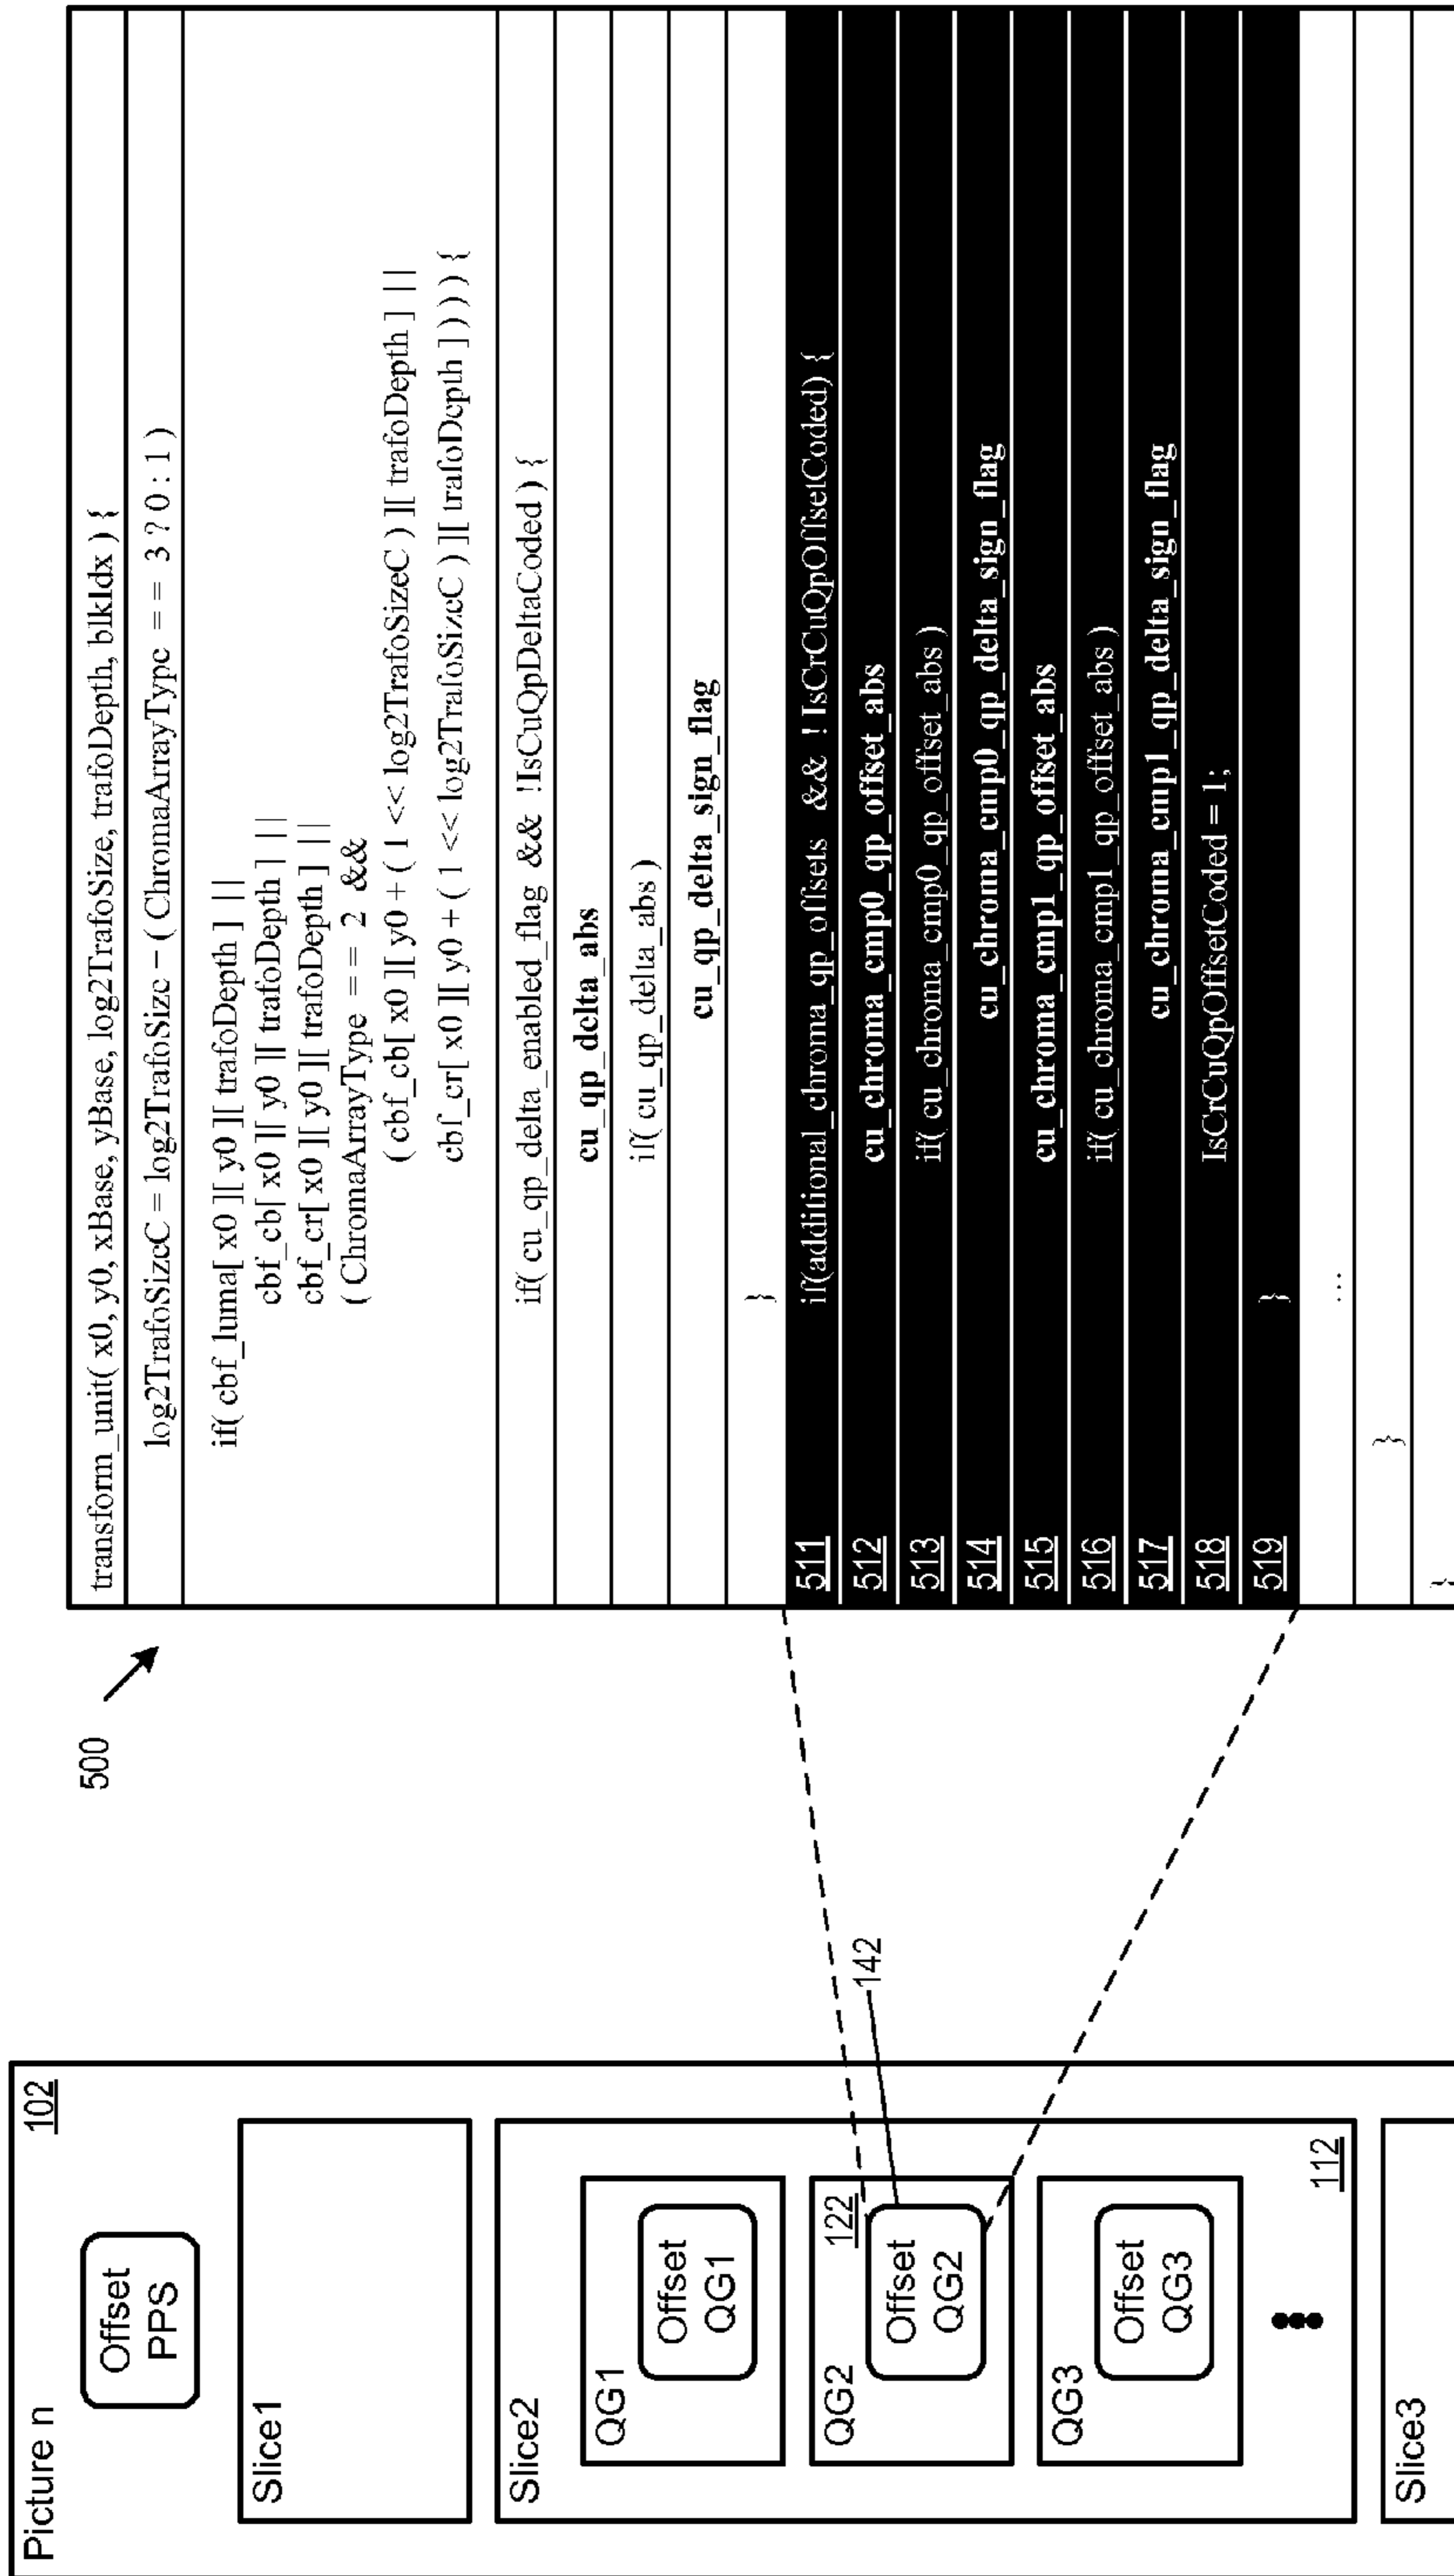 Picture n
102
Offset
PPS
Slice1
Slice2
QG1
Offset
QG1
QG2
122
Offset
QG2
142
QG3
Offset
QG3
112
Slice3
500
transform_unit( x0, y0, xBase, yBase, log2TrafoSize, trafoDepth, blkIdx ) {
log2TrafoSizeC = log2TrafoSize − ( ChromaArrayType = = 3 ? 0 : 1 )
if( cbf_luma[ x0 ][ y0 ][ trafoDepth ] | |
cbf_cb[ x0 ][ y0 ][ trafoDepth ] | |
cbf_cr[ x0 ][ y0 ][ trafoDepth ] | |
( ChromaArrayType = = 2 &&
( cbf_cb[ x0 ][ y0 + ( 1 << log2TrafoSizeC ) ][ trafoDepth ] | |
cbf_cr[ x0 ][ y0 + ( 1 << log2TrafoSizeC ) ][ trafoDepth ] ) ) ) {
if( cu_qp_delta_enabled_flag && !IsCuQpDeltaCoded ) {
cu_qp_delta_abs
if( cu_qp_delta_abs )
cu_qp_delta_sign_flag
}
511 if(additional_chroma_qp_offsets && ! IsCrCuQpOffsetCoded) {
512 cu_chroma_cmp0_qp_offset_abs
513 if( cu_chroma_cmp0_qp_offset_abs )
514 cu_chroma_cmp0_qp_delta_sign_flag
515 cu_chroma_cmp1_qp_offset_abs
516 if( cu_chroma_cmp1_qp_offset_abs )
517 cu_chroma_cmp1_qp_delta_sign_flag
518 IsCrCuQpOffsetCoded = 1;
519 }
...
}
}